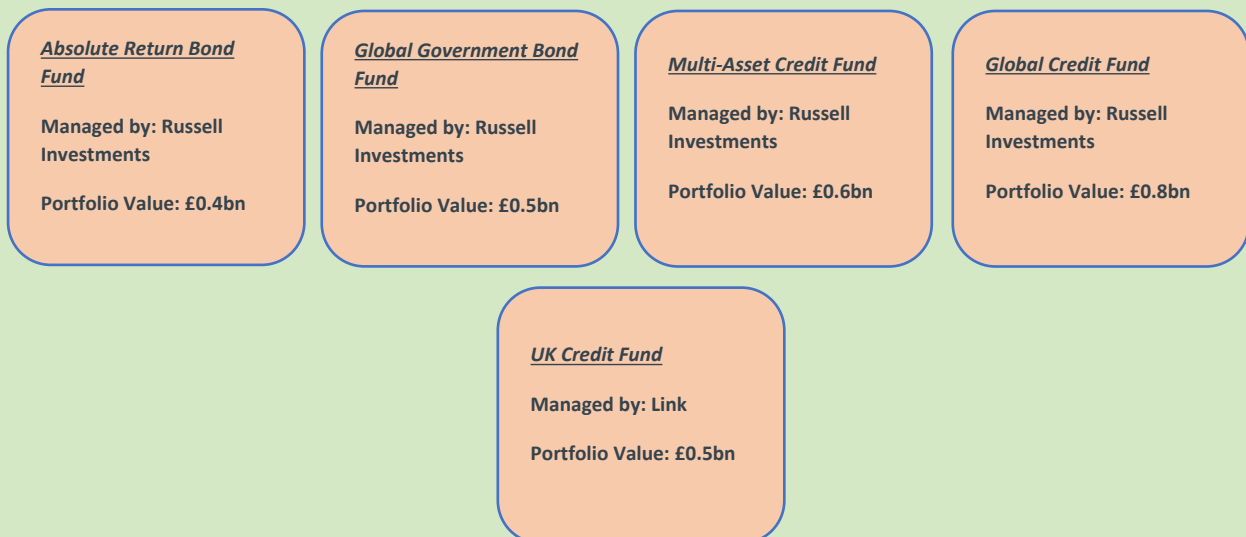 Absolute Return Bond
Fund
Managed by: Russell
Investments
Portfolio Value: £0.4bn
Global Government Bond
Fund
Managed by: Russell
Investments
Portfolio Value: £0.5bn
Multi-Asset Credit Fund
Managed by: Russell
Investments
Portfolio Value: £0.6bn
Global Credit Fund
Managed by: Russell
Investments
Portfolio Value: £0.8bn
UK Credit Fund
Managed by: Link
Portfolio Value: £0.5bn